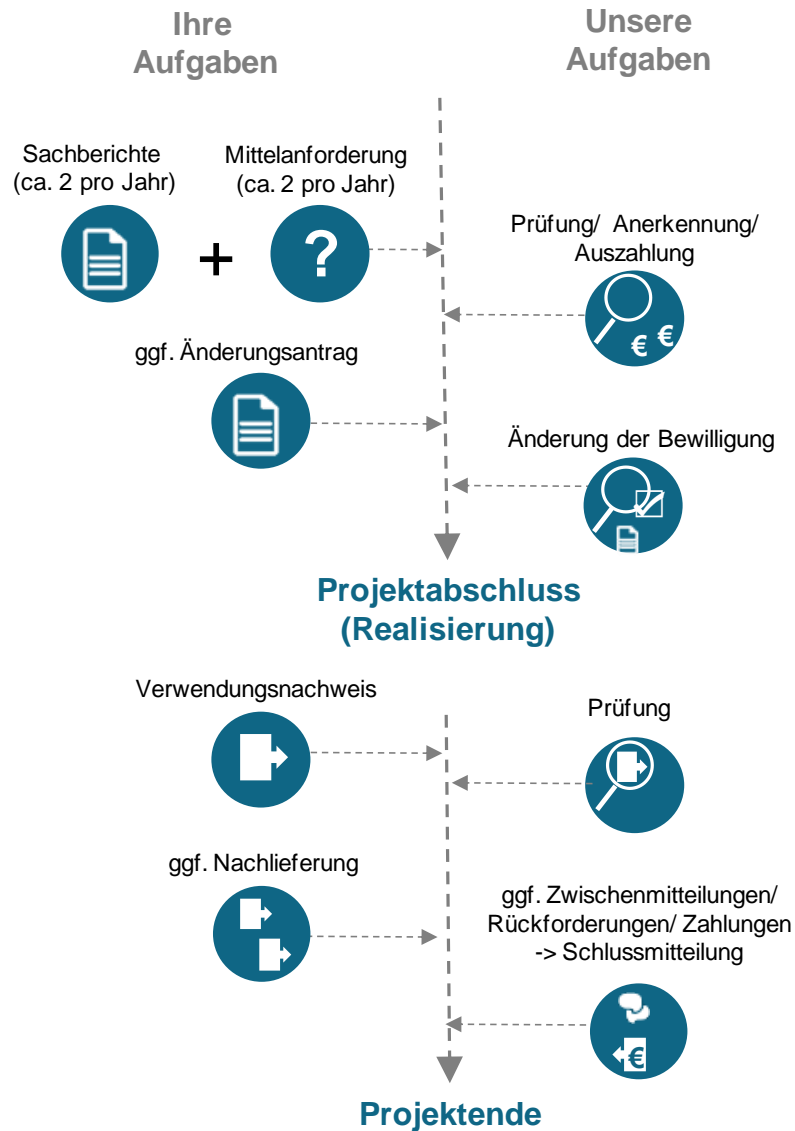 Ihre
Aufgaben
Unsere
Aufgaben
Sachberichte
(ca. 2 pro Jahr)
+
Mittelanforderung
(ca. 2 pro Jahr)
?
Prüfung/ Anerkennung/
Auszahlung
€ €
ggf. Änderungsantrag
Änderung der Bewilligung
Projektabschluss
(Realisierung)
Verwendungsnachweis
Prüfung
ggf. Nachlieferung
ggf. Zwischenmitteilungen/
Rückforderungen/ Zahlungen
-> Schlussmitteilung
€
Projektende